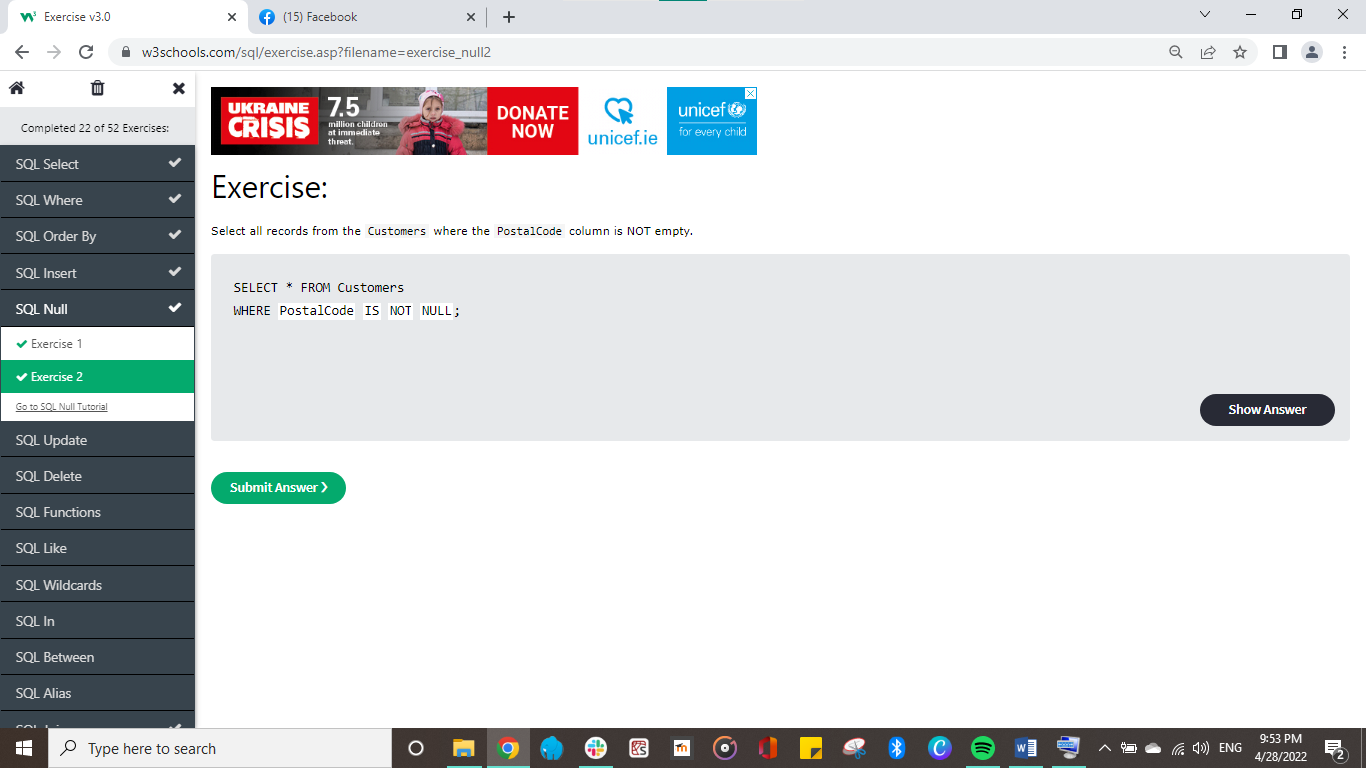 Exercise v3.0
(15) Facebook
w3schools.com/sql/exercise.asp?filename=exercise_null2
Completed 22 of 52 Exercises:
SQL Select
SQL Where
SQL Order By
SQL Insert
SQL Null
Exercise 1
Exercise 2
Go to SQL Null Tutorial
SQL Update
SQL Delete
SQL Functions
SQL Like
SQL Wildcards
SQL In
SQL Between
SQL Alias
UKRAINE
CRISIS
7.5
million children
at immediate
threat.
DONATE
NOW
unicef.ie
unicef
for every child
Exercise:
Select all records from the Customers where the PostalCode column is NOT empty.
SELECT * FROM Customers
WHERE PostalCode IS NOT NULL;
Show Answer
Submit Answer ❯
Type here to search
ENG
9:53 PM
4/28/2022
2